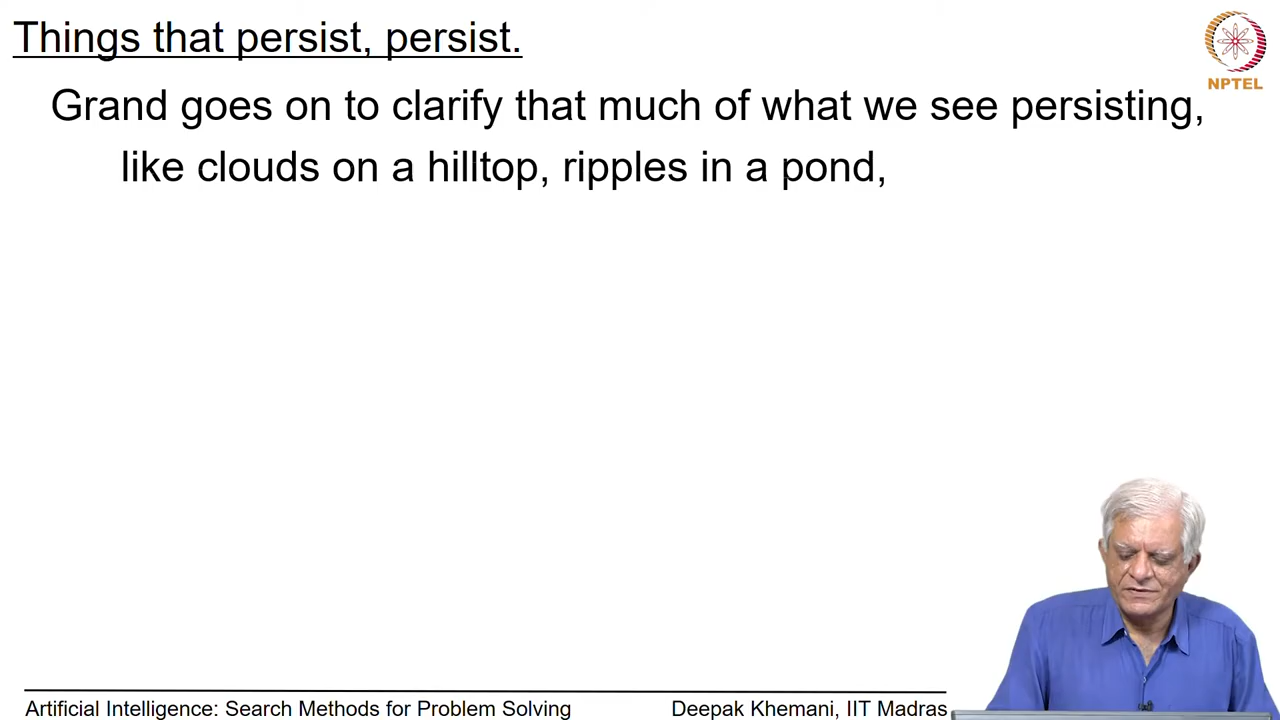 Things that persist, persist.
NPTEL
Grand goes on to clarify that much of what we see persisting,
like clouds on a hilltop, ripples in a pond,
Artificial Intelligence: Search Methods for Problem Solving
Deepak Khemani, IIT Madras